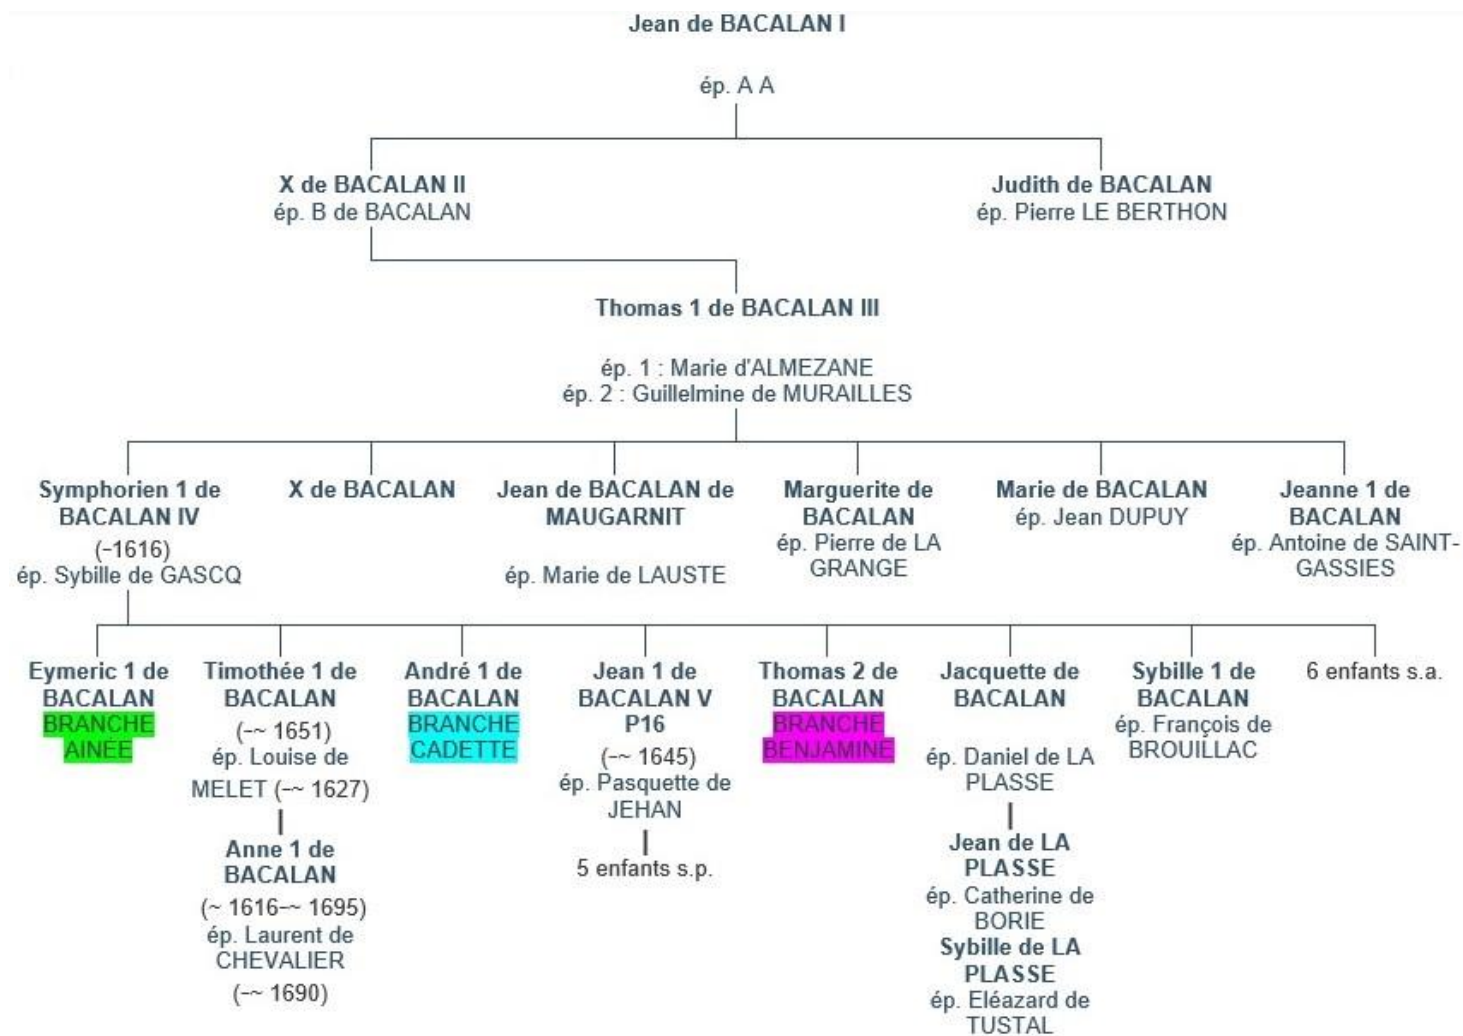 Jean de BACALAN I
ép. A A
X de BACALAN II
ép. B de BACALAN
Judith de BACALAN
ép. Pierre LE BERTHON
Thomas 1 de BACALAN III
ép. 1 : Marie d'ALMEZANE
ép. 2 : Guillelmine de MURAILLES
Symphorien 1 de
BACALAN IV
(-1616)
ép. Sybille de GASCQ
X de BACALAN
Jean de BACALAN de
MAUGARNIT
ép. Marie de LAUSTE
Marguerite de
BACALAN
ép. Pierre de LA
GRANGE
Marie de BACALAN
ép. Jean DUPUY
Jeanne 1 de
BACALAN
ép. Antoine de SAINT-
GASSIES
Eymeric 1 de
BACALAN
BRANCHE
AINÉE
Timothée 1 de
BACALAN
(-~ 1651)
ép. Louise de
MELET (-~ 1627)
Anne 1 de
BACALAN
(~ 1616-~ 1695)
ép. Laurent de
CHEVALIER
(-~ 1690)
André 1 de
BACALAN
BRANCHE
CADETTE
Jean 1 de
BACALAN V
P16
(-~ 1645)
ép. Pasquette de
JEHAN
5 enfants s.p.
Thomas 2 de
BACALAN
BRANCHE
BENJAMINE
Jacquette de
BACALAN
ép. Daniel de LA
PLASSE
Jean de LA
PLASSE
ép. Catherine de
BORIE
Sybille de LA
PLASSE
ép. Eléazard de
TUSTAL
Sybille 1 de
BACALAN
ép. François de
BROUILLAC
6 enfants s.a.